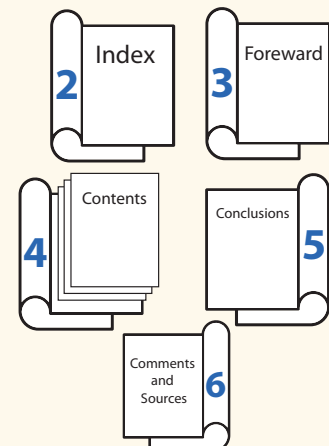 2
Index
3
Foreward
4
Contents
Conclusions
5
Comments
and
Sources
6